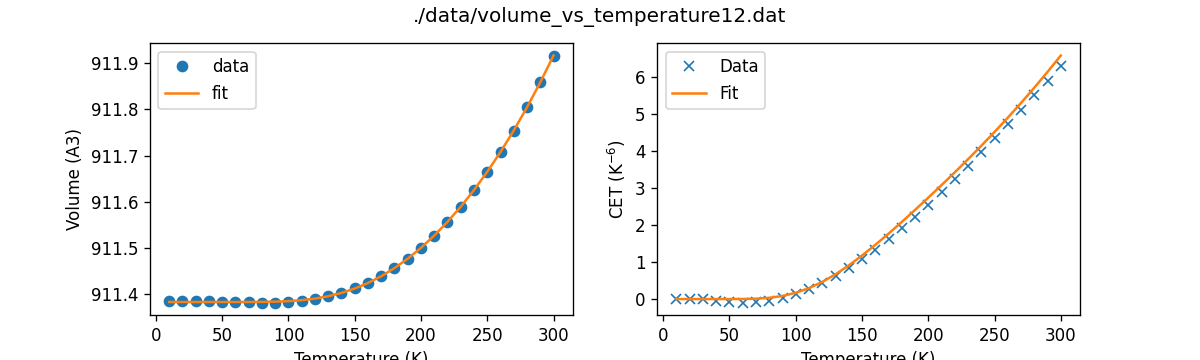 ./data/volume_vs_temperature12.dat
Volume (A3)
911.9
911.8
911.7
911.6
911.5
911.4
data
fit
0 50 100 150 200 250 300
Temperature (K)
CET (K⁻⁶)
6
5
4
3
2
1
0
Data
Fit
0 50 100 150 200 250 300
Temperature (K)